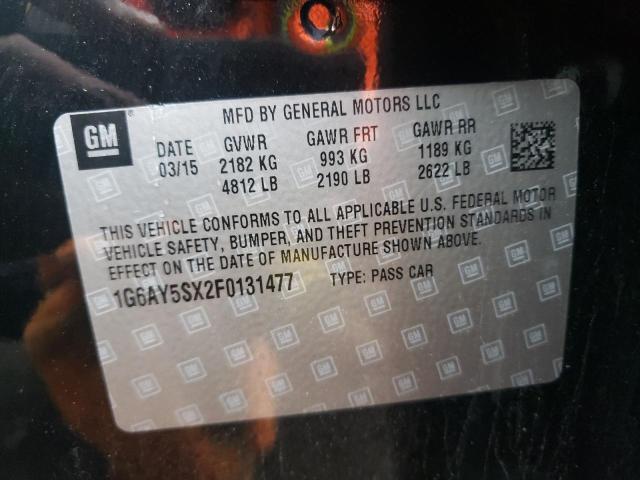 MFD BY GENERAL MOTORS LLC
GM
DATE GVWR GAWR FRT GAWR RR
03/15 2182 KG 993 KG 1189 KG
4812 LB 2190 LB 2622 LB
THIS VEHICLE CONFORMS TO ALL APPLICABLE U.S. FEDERAL MOTOR
VEHICLE SAFETY, BUMPER, AND THEFT PREVENTION STANDARDS IN
EFFECT ON THE DATE OF MANUFACTURE SHOWN ABOVE.
1G6AY5SX2F0131477 TYPE: PASS CAR